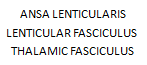 ANSA LENTICULARIS
LENTICULAR FASCICULUS
THALAMIC FASCICULUS